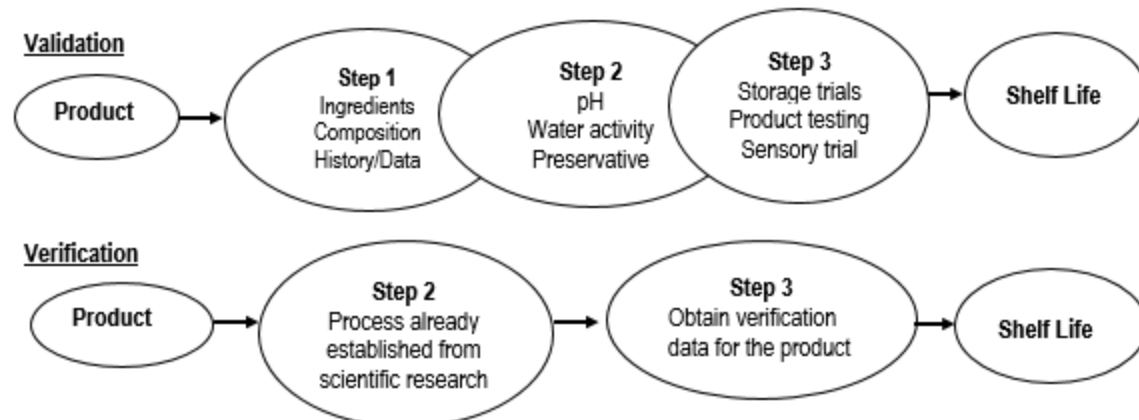 Validation
Product
Step 1
Ingredients
Composition
History/Data
Step 2
pH
Water activity
Preservative
Step 3
Storage trials
Product testing
Sensory trial
Shelf Life
Verification
Product
Step 2
Process already
established from
scientific research
Step 3
Obtain verification
data for the product
Shelf Life